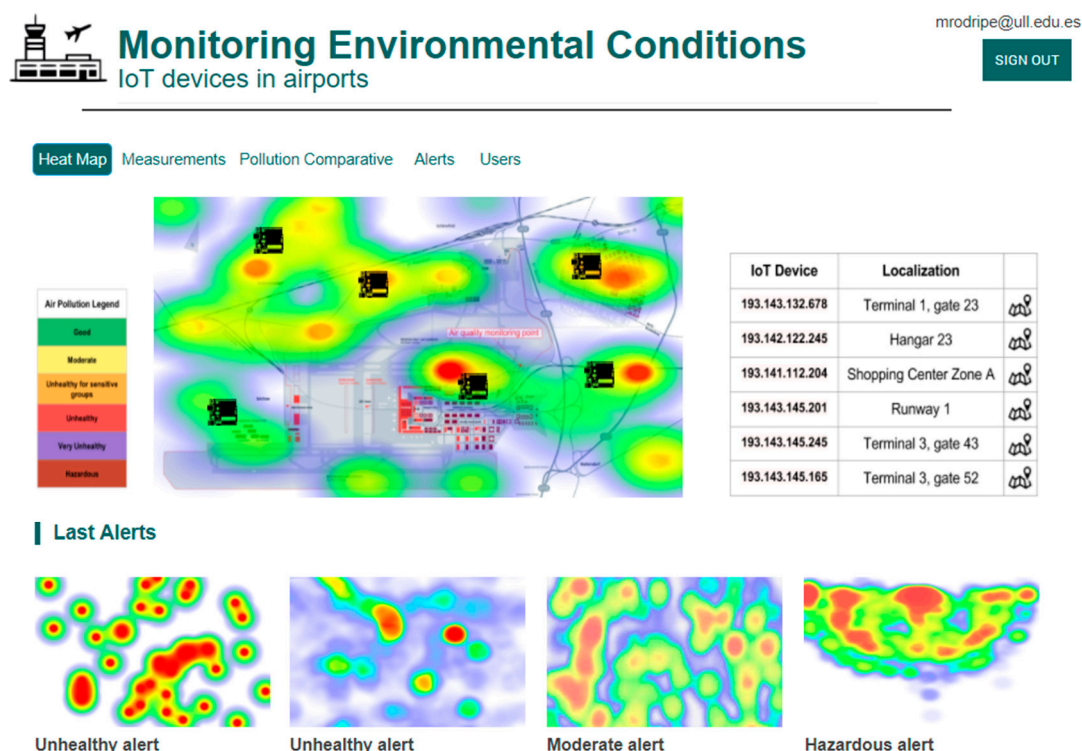 mrodripe@ull.edu.es
Monitoring Environmental Conditions
IoT devices in airports
SIGN OUT
Heat Map Measurements Pollution Comparative Alerts Users
Air quality monitoring point
Air Pollution Legend
Good
Moderate
Unhealthy for sensitive
groups
Unhealthy
Very Unhealthy
Hazardous
IoT Device Localization
193.143.132.678 Terminal 1, gate 23
193.142.122.245 Hangar 23
193.141.112.204 Shopping Center Zone A
193.143.145.201 Runway 1
193.143.145.245 Terminal 3, gate 43
193.143.145.165 Terminal 3, gate 52
Last Alerts
Unhealthy alert Unhealthy alert Moderate alert Hazardous alert